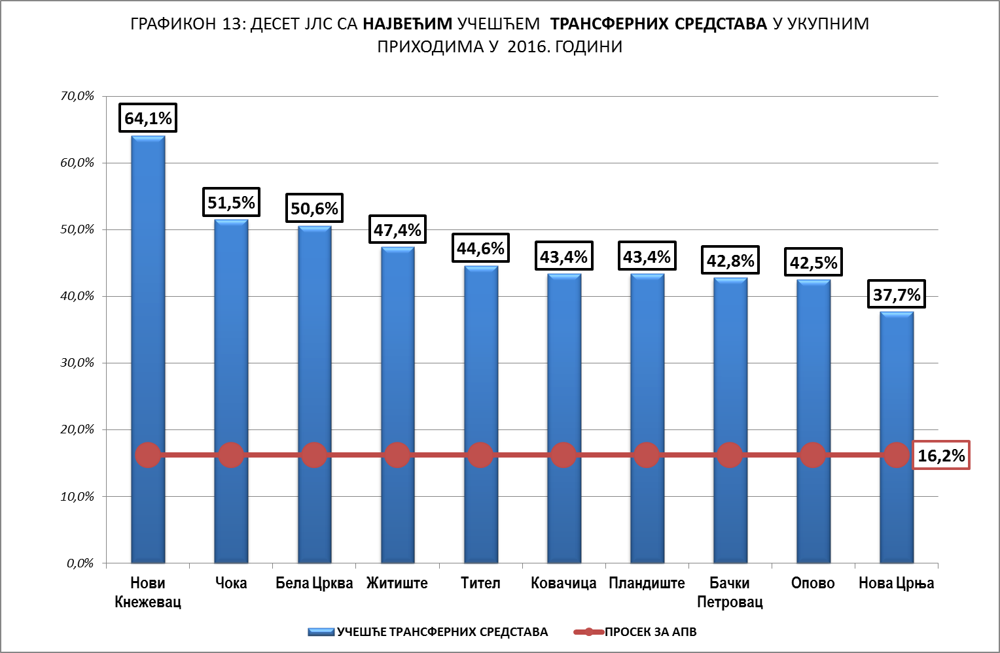 ГРАФИКОН 13: ДЕСЕТ ЈЛС СА НАЈВЕЋИМ УЧЕШЋЕМ ТРАНСФЕРНИХ СРЕДСТАВА У УКУПНИМ
ПРИХОДИМА У 2016. ГОДИНИ
70,0%
60,0%
50,0%
40,0%
30,0%
20,0%
10,0%
0,0%
64,1%
51,5%
50,6%
47,4%
44,6%
43,4%
43,4%
42,8%
42,5%
37,7%
16,2%
Нови
Кнежевац
Чока
Бела Црква
Житиште
Тител
Ковачица
Пландиште
Бачки
Петровац
Опово
Нова Црња
УЧЕШЋЕ ТРАНСФЕРНИХ СРЕДСТАВА
ПРОСЕК ЗА АПВ